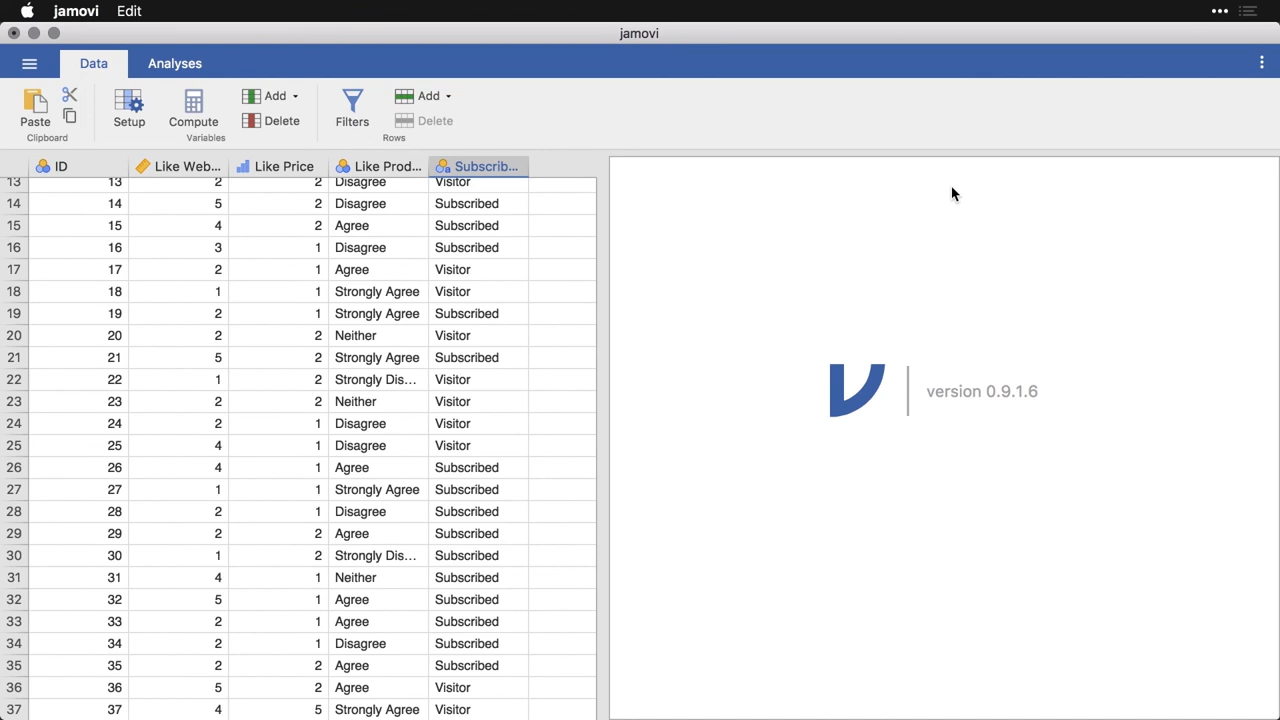 jamovi Edit
jamovi
Data Analyses
Paste Setup Compute Add Delete Filters Add Delete
Clipboard Variables Rows
ID Like Web... Like Price Like Prod... Subscrib...
13 13 2 2 Disagree Visitor
14 14 5 2 Disagree Subscribed
15 15 4 2 Agree Subscribed
16 16 3 1 Disagree Subscribed
17 17 2 1 Agree Visitor
18 18 1 1 Strongly Agree Visitor
19 19 2 1 Strongly Agree Subscribed
20 20 2 2 Neither Visitor
21 21 5 2 Strongly Agree Subscribed
22 22 1 2 Strongly Dis... Visitor
23 23 2 2 Neither Visitor
24 24 2 1 Disagree Visitor
25 25 4 1 Disagree Visitor
26 26 4 1 Agree Subscribed
27 27 1 1 Strongly Agree Subscribed
28 28 2 1 Disagree Subscribed
29 29 2 2 Agree Subscribed
30 30 1 2 Strongly Dis... Subscribed
31 31 4 1 Neither Subscribed
32 32 5 1 Agree Subscribed
33 33 2 1 Agree Subscribed
34 34 2 1 Disagree Subscribed
35 35 2 2 Agree Subscribed
36 36 5 2 Agree Visitor
37 37 4 5 Strongly Agree Visitor
version 0.9.1.6